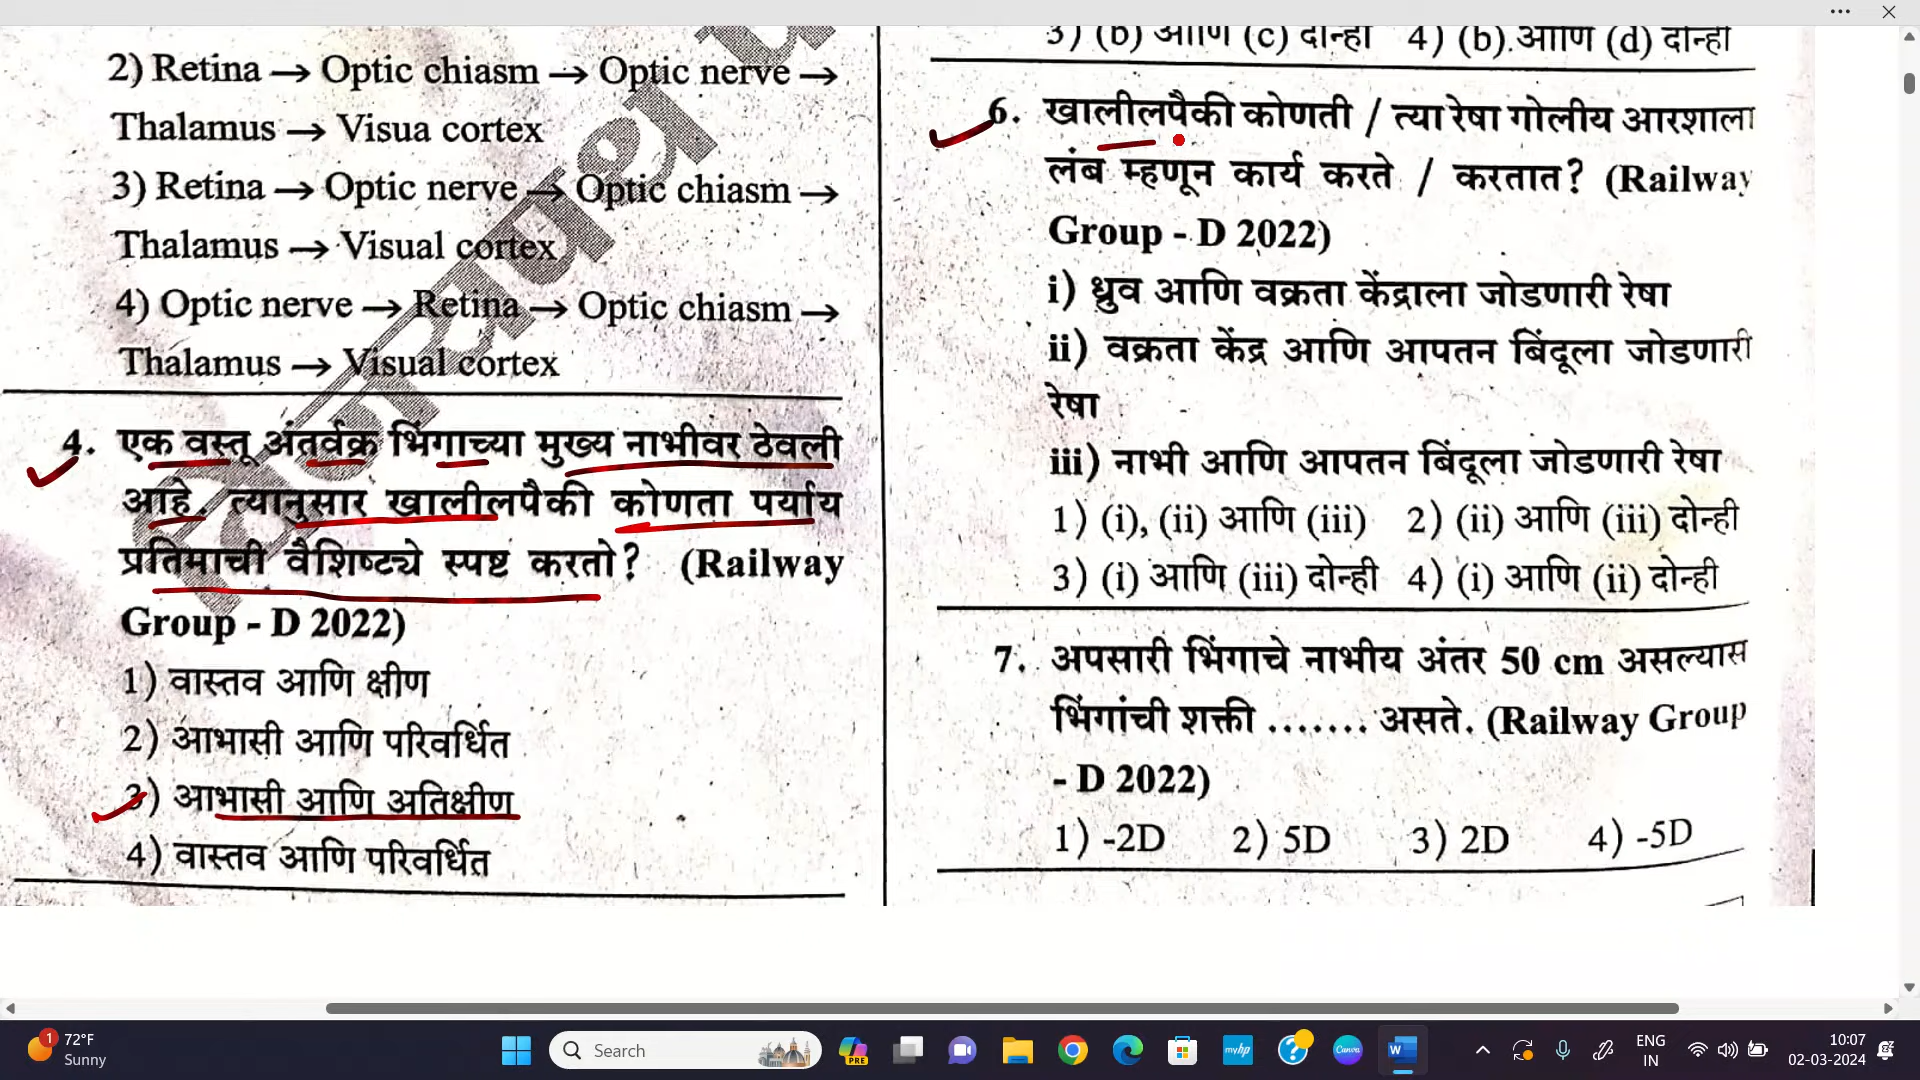 2) Retina → Optic chiasm → Optic nerve →
Thalamus → Visua cortex
3) Retina → Optic nerve → Optic chiasm →
Thalamus → Visual cortex
4) Optic nerve → Retina → Optic chiasm →
Thalamus → Visual cortex
4. एक वस्तू अंतर्वक्र भिंगाच्या मुख्य नाभीवर ठेवली
आहे. त्यानुसार खालीलपैकी कोणता पर्याय
प्रतिमाची वैशिष्ट्ये स्पष्ट करतो? (Railway
Group - D 2022)
1) वास्तव आणि क्षीण
2) आभासी आणि परिवर्धित
3) आभासी आणि अतिक्षीण
4) वास्तव आणि परिवर्धित
3) (b) आणि (c) दोन्ही 4) (b) आणि (d) दोन्ही
6. खालीलपैकी कोणती / त्या रेषा गोलीय आरशाला
लंब म्हणून कार्य करते / करतात? (Railway
Group - D 2022)
i) ध्रुव आणि वक्रता केंद्राला जोडणारी रेषा
ii) वक्रता केंद्र आणि आपतन बिंदूला जोडणारी
रेषा
iii) नाभी आणि आपतन बिंदूला जोडणारी रेषा
1) (i), (ii) आणि (iii) 2) (ii) आणि (iii) दोन्ही
3) (i) आणि (iii) दोन्ही 4) (i) आणि (ii) दोन्ही
7. अपसारी भिंगाचे नाभीय अंतर 50 cm असल्यास
भिंगांची शक्ती ....... असते. (Railway Group
- D 2022)
1) -2D 2) 5D 3) 2D 4) -5D
1
72°F
Sunny
Search
PRE
myhp
Canva
W
ENG
IN
10:07
02-03-2024